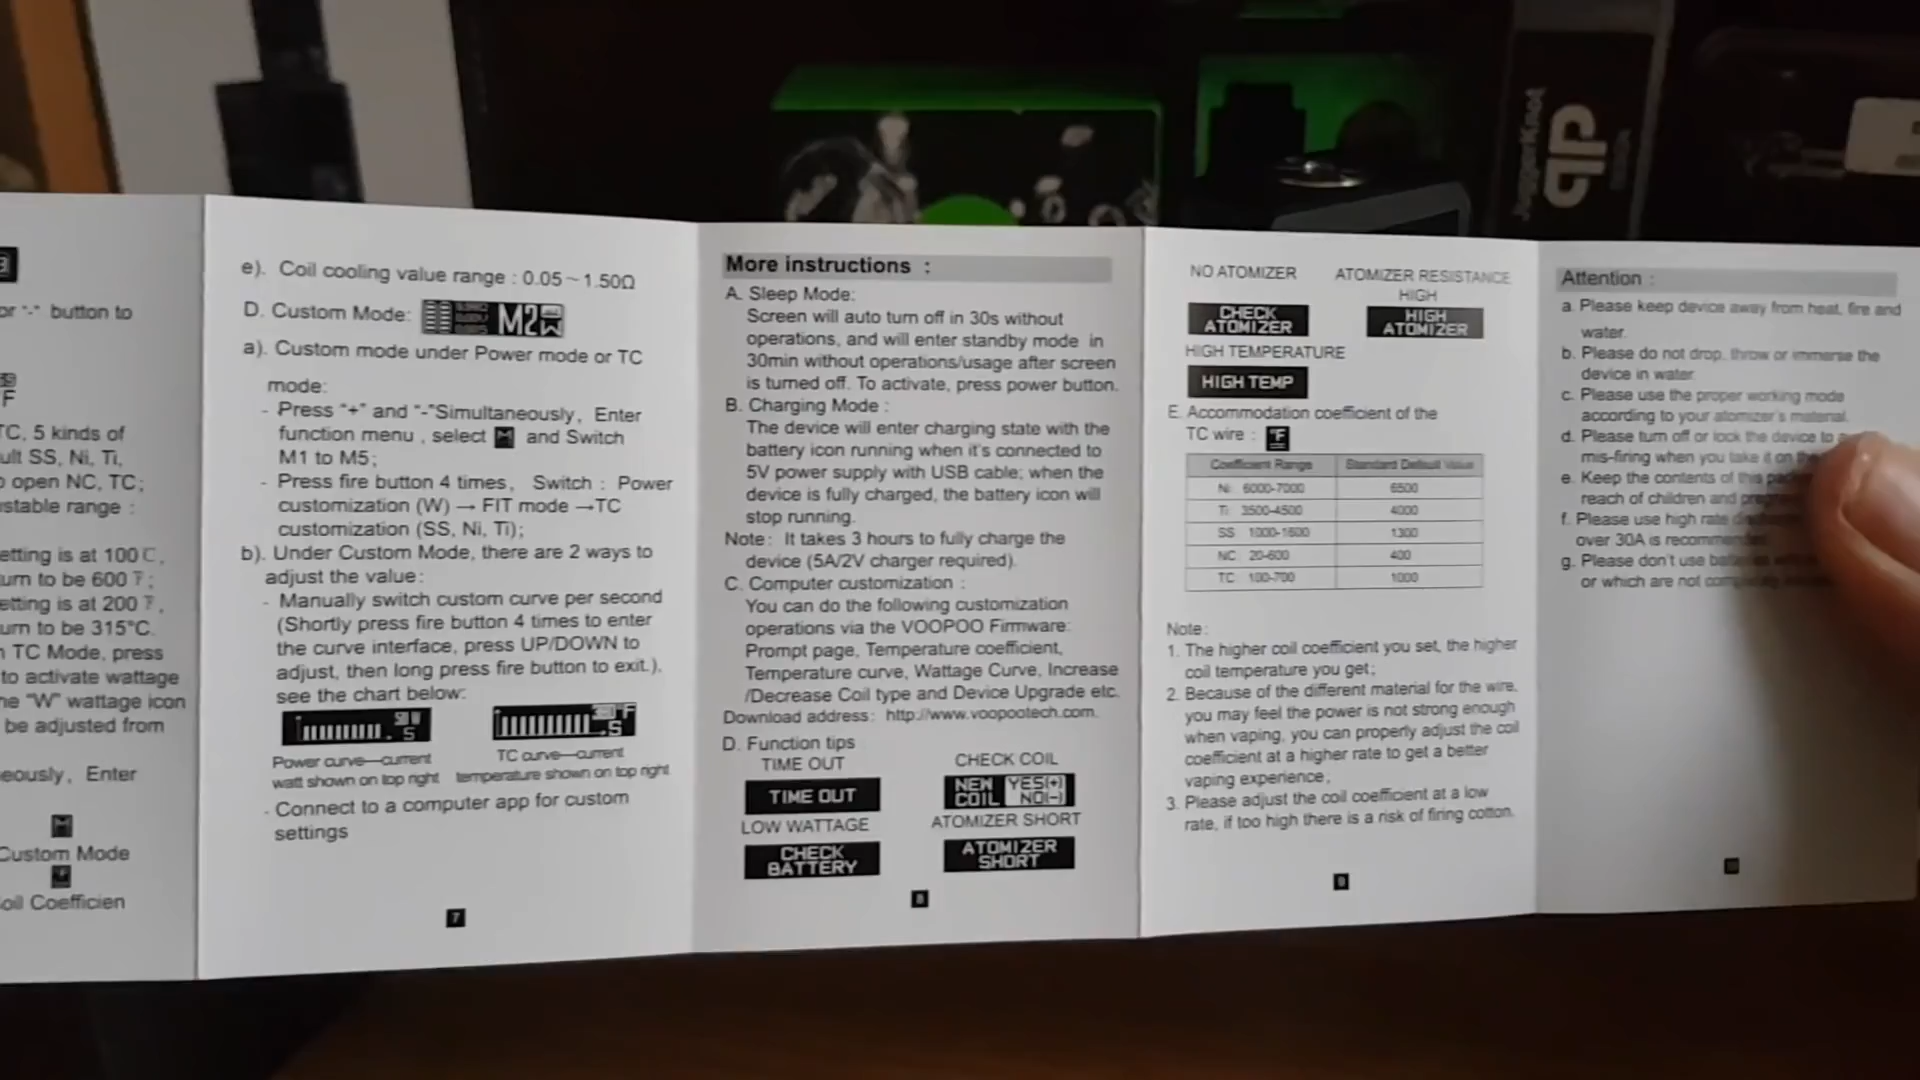 or "-" button to
F
TC, 5 kinds of
ult SS, Ni, Ti,
o open NC, TC;
ustable range :
etting is at 100℃,
urn to be 600℉;
etting is at 200℉,
urn to be 315°C.
TC Mode, press
to activate wattage
he "W" wattage icon
be adjusted from
eously, Enter
M
Custom Mode
oil Coefficien
e). Coil cooling value range : 0.05~1.50Ω
D. Custom Mode: M2
a). Custom mode under Power mode or TC
mode:
- Press "+" and "-"Simultaneously, Enter
function menu , select M and Switch
M1 to M5;
- Press fire button 4 times, Switch : Power
customization (W) → FIT mode →TC
customization (SS, Ni, Ti);
b). Under Custom Mode, there are 2 ways to
adjust the value:
- Manually switch custom curve per second
(Shortly press fire button 4 times to enter
the curve interface, press UP/DOWN to
adjust, then long press fire button to exit.),
see the chart below:
Power curve—current
watt shown on top right
TC curve—current
temperature shown on top right
- Connect to a computer app for custom
settings
7
More instructions :
A. Sleep Mode:
Screen will auto turn off in 30s without
operations, and will enter standby mode in
30min without operations/usage after screen
is turned off. To activate, press power button.
B. Charging Mode :
The device will enter charging state with the
battery icon running when it's connected to
5V power supply with USB cable; when the
device is fully charged, the battery icon will
stop running.
Note: It takes 3 hours to fully charge the
device (5A/2V charger required).
C. Computer customization :
You can do the following customization
operations via the VOOPOO Firmware:
Prompt page, Temperature coefficient,
Temperature curve, Wattage Curve, Increase
/Decrease Coil type and Device Upgrade etc.
Download address: http://www.voopootech.com.
D. Function tips
TIME OUT
TIME OUT
CHECK COIL
NEW COIL YES(+) NO(-)
LOW WATTAGE
CHECK
BATTERY
ATOMIZER SHORT
ATOMIZER
SHORT
8
NO ATOMIZER
CHECK
ATOMIZER
ATOMIZER RESISTANCE
HIGH
HIGH
ATOMIZER
HIGH TEMPERATURE
HIGH TEMP
E. Accommodation coefficient of the
TC wire : °F
Coefficient Range Standard Default Value
Ni: 6000-7000 6500
Ti 3500-4500 4000
SS 1000-1600 1300
NC: 20-600 400
TC: 100-700 1000
Note:
1. The higher coil coefficient you set, the higher
coil temperature you get;
2. Because of the different material for the wire,
you may feel the power is not strong enough
when vaping, you can properly adjust the coil
coefficient at a higher rate to get a better
vaping experience;
3. Please adjust the coil coefficient at a low
rate, if too high there is a risk of firing cotton.
9
Attention :
a. Please keep device away from heat, fire and
water.
b. Please do not drop, throw or immerse the
device in water.
c. Please use the proper working mode
according to your atomizer's material.
d. Please turn off or lock the device to
mis-firing when you take it on the
e. Keep the contents of this
reach of children and
f. Please use high rate
over 30A is recommended
g. Please don't use
or which are not
10
JuggerKnot